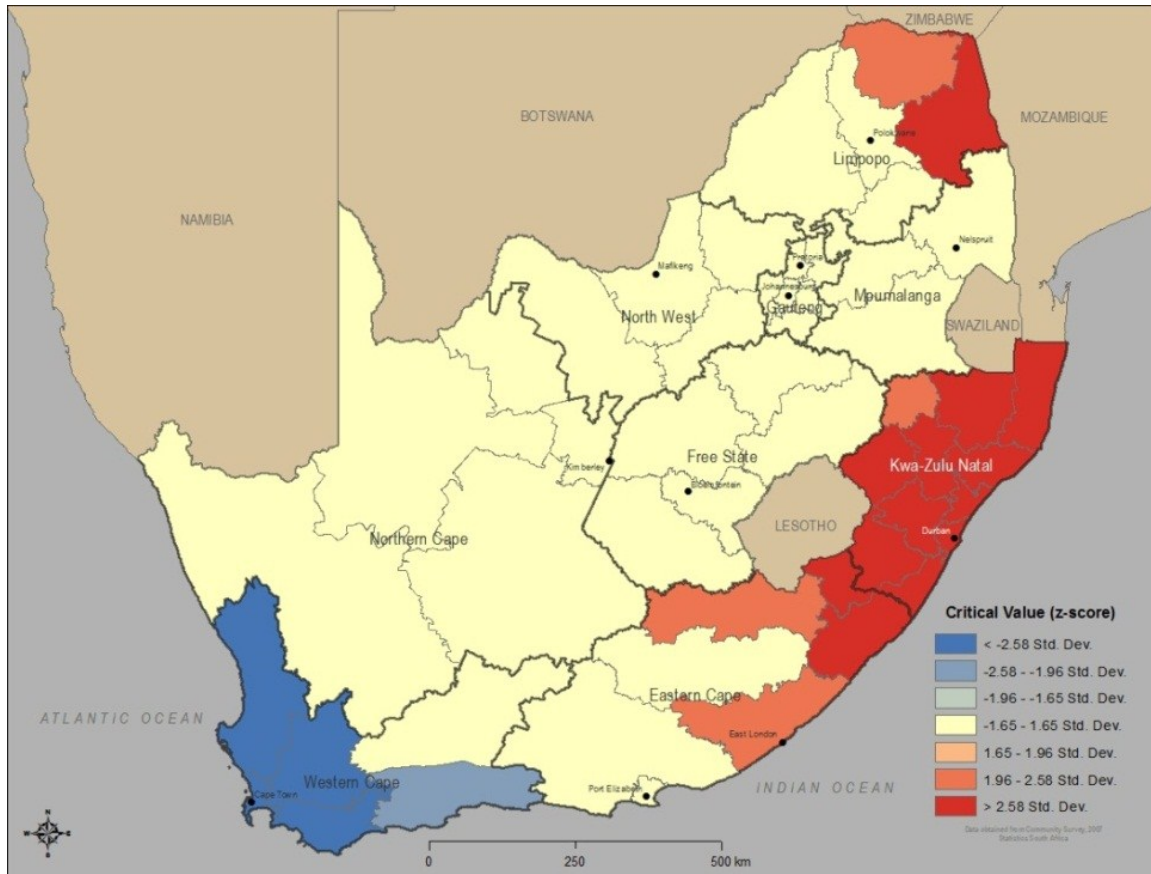 ZIMBABWE
BOTSWANA
MOZAMBIQUE
Polokwane
Limpopo
NAMIBIA
Nelspruit
Mafikeng
Pretoria
Johannesburg
Mpumalanga
Gauteng
North West
SWAZILAND
Free State
Kwa-Zulu Natal
Kimberley
Bloemfontein
LESOTHO
Durban
Northern Cape
Critical Value (z-score)
< -2.58 Std. Dev.
-2.58 - -1.96 Std. Dev.
-1.96 - -1.65 Std. Dev.
-1.65 - 1.65 Std. Dev.
1.65 - 1.96 Std. Dev.
1.96 - 2.58 Std. Dev.
> 2.58 Std. Dev.
Eastern Cape
ATLANTIC OCEAN
East London
Western Cape
INDIAN OCEAN
Port Elizabeth
Cape Town
Data obtained from Community Survey, 2007
Statistics South Africa
N
W E
S
0 250 500 km